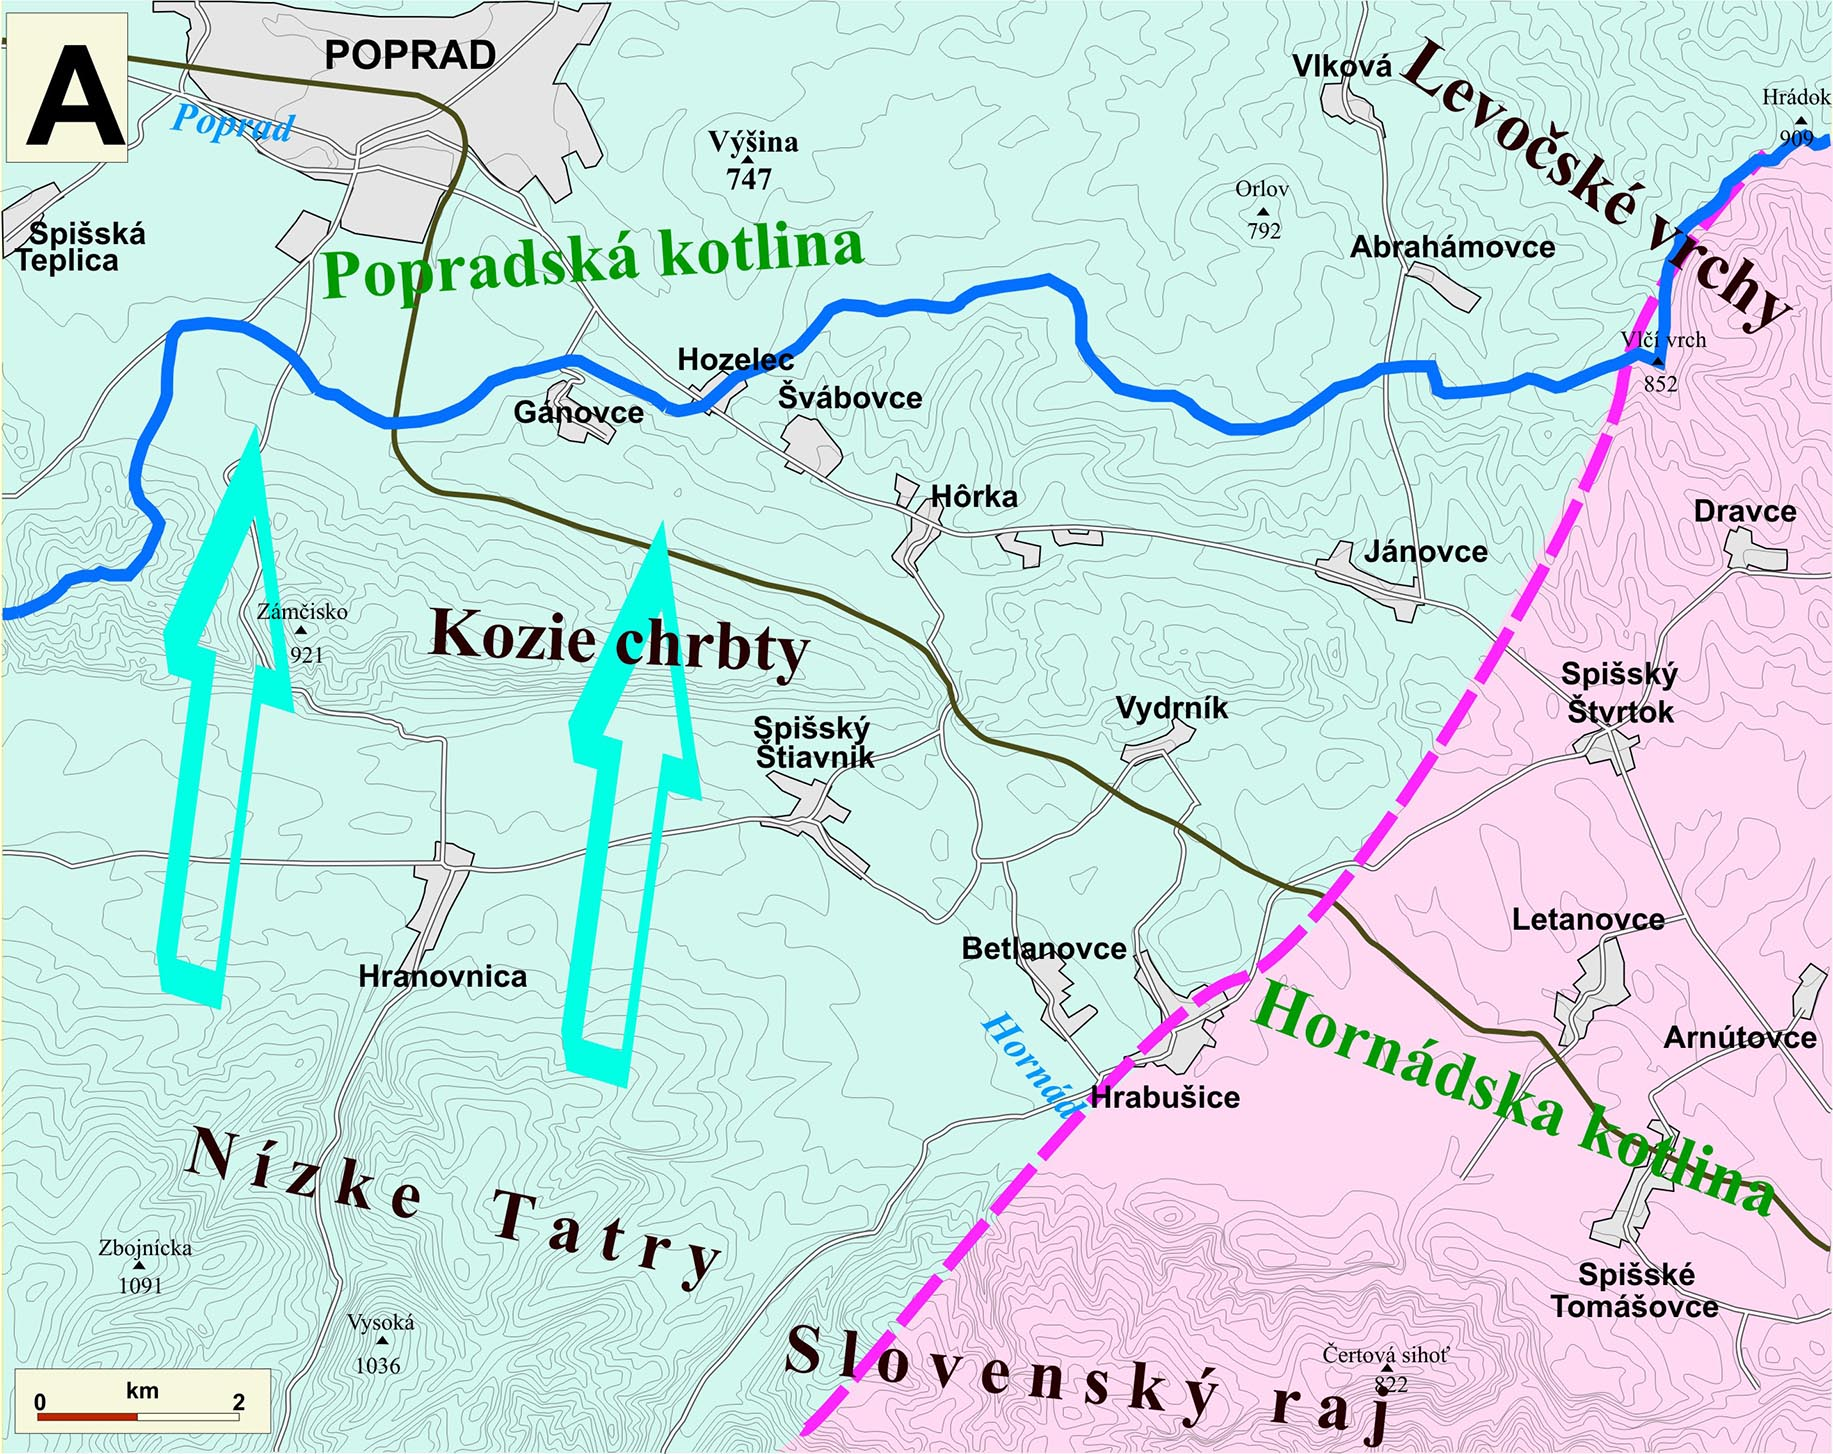 A
POPRAD
Poprad
Spišská
Teplica
Výšina
747
Popradská kotlina
Vlková
Levočské vrchy
Hrádok
909
Orlov
792
Abrahámovce
Vlčí vrch
852
Hozelec
Gánovce
Švábovce
Hôrka
Jánovce
Dravce
Zámčisko
921
Kozie chrbty
Spišský
Štvrtok
Vydrník
Spišský
Štiavnik
Letanovce
Betlanovce
Hranovnica
Hornádska kotlina
Arnútovce
Hornád
Hrabušice
Nízke Tatry
Zbojnícka
1091
Vysoká
1036
Spišské
Tomášovce
Slovenský raj
Čertová sihoť
822
km
0 2